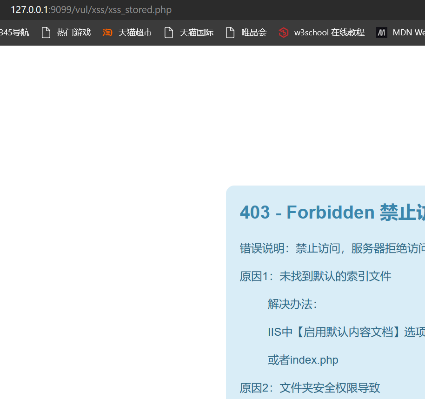 127.0.0.1:9099/vul/xss/xss_stored.php
345导航 热门游戏 天猫超市 天猫国际 唯品会 w3school 在线教程 MDN We
403 - Forbidden 禁止
错误说明：禁止访问，服务器拒绝访问
原因1：未找到默认的索引文件
解决办法：
IIS中【启用默认内容文档】选项
或者index.php
原因2：文件夹安全权限导致